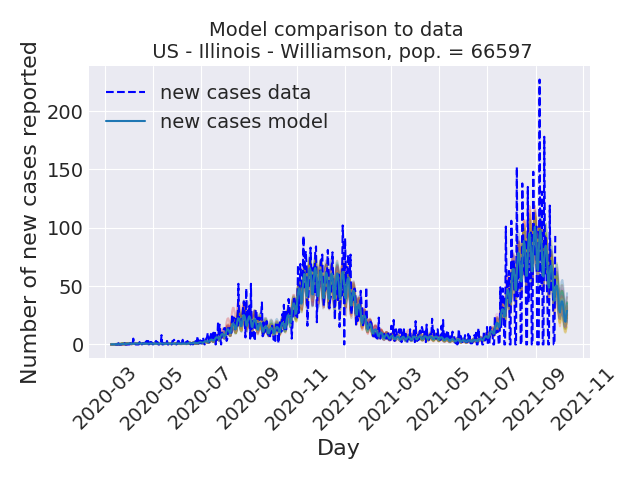 Model comparison to data
US - Illinois - Williamson, pop. = 66597
Number of new cases reported
new cases data
new cases model
200
150
100
50
0
2020-03
2020-05
2020-07
2020-09
2020-11
2021-01
2021-03
2021-05
2021-07
2021-09
2021-11
Day